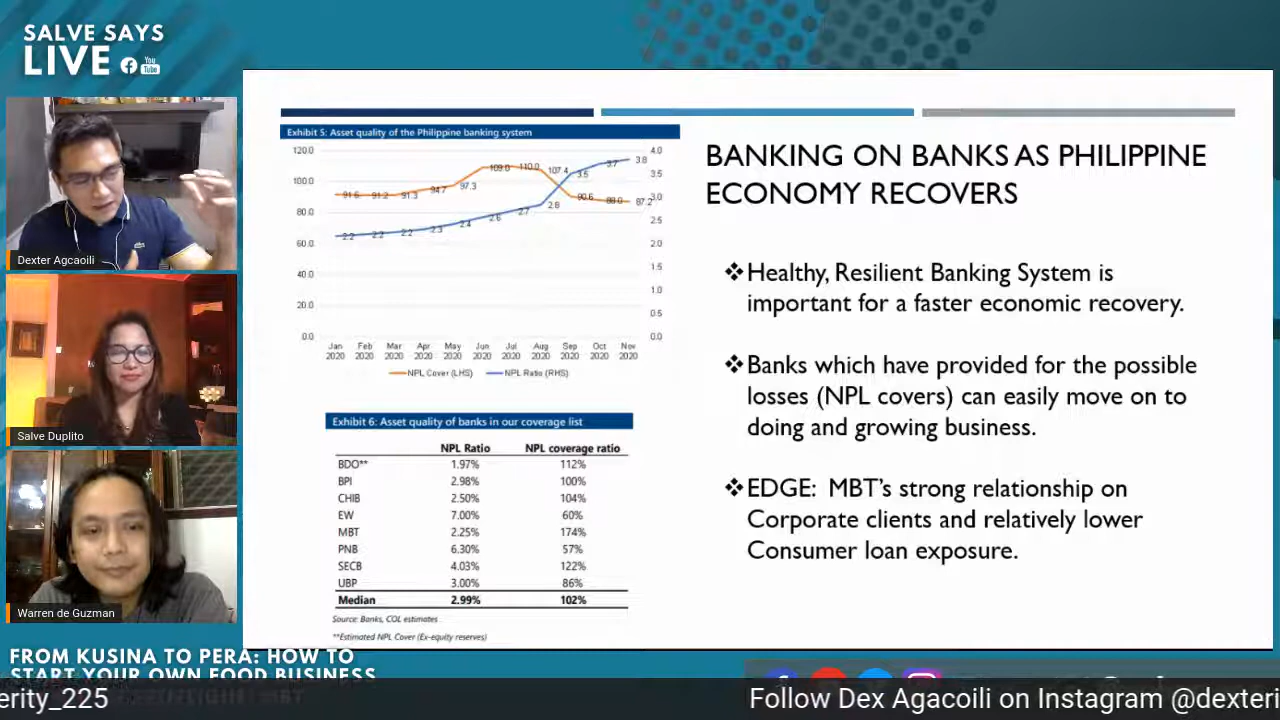 SALVE SAYS
LIVE
You
Tube
Dexter Agcaoili
Salve Duplito
Warren de Guzman
Exhibit 5: Asset quality of the Philippine banking system
120.0
100.0
80.0
60.0
40.0
20.0
0.0
4.0
3.5
3.0
2.5
2.0
1.5
1.0
0.5
0.0
91.6 91.2 91.3 94.7 97.3 109.0 110.0 107.4 90.6 88.0 87.2
2.2 2.2 2.2 2.3 2.4 2.6 2.7 2.8 3.5 3.7 3.8
Jan Feb Mar Apr May Jun Jul Aug Sep Oct Nov
2020 2020 2020 2020 2020 2020 2020 2020 2020 2020 2020
NPL Cover (LHS) NPL Ratio (RHS)
Exhibit 6: Asset quality of banks in our coverage list
NPL Ratio NPL coverage ratio
BDO** 1.97% 112%
BPI 2.98% 100%
CHIB 2.50% 104%
EW 7.00% 60%
MBT 2.25% 174%
PNB 6.30% 57%
SECB 4.03% 122%
UBP 3.00% 86%
Median 2.99% 102%
Source: Banks, COL estimates
**Estimated NPL Cover (Ex-equity reserves)
BANKING ON BANKS AS PHILIPPINE
ECONOMY RECOVERS
❖Healthy, Resilient Banking System is
important for a faster economic recovery.
❖Banks which have provided for the possible
losses (NPL covers) can easily move on to
doing and growing business.
❖EDGE: MBT's strong relationship on
Corporate clients and relatively lower
Consumer loan exposure.
FROM KUSINA TO PERA: HOW TO
START YOUR OWN FOOD BUSINESS
erity_225
Follow Dex Agacoili on Instagram @dexteri